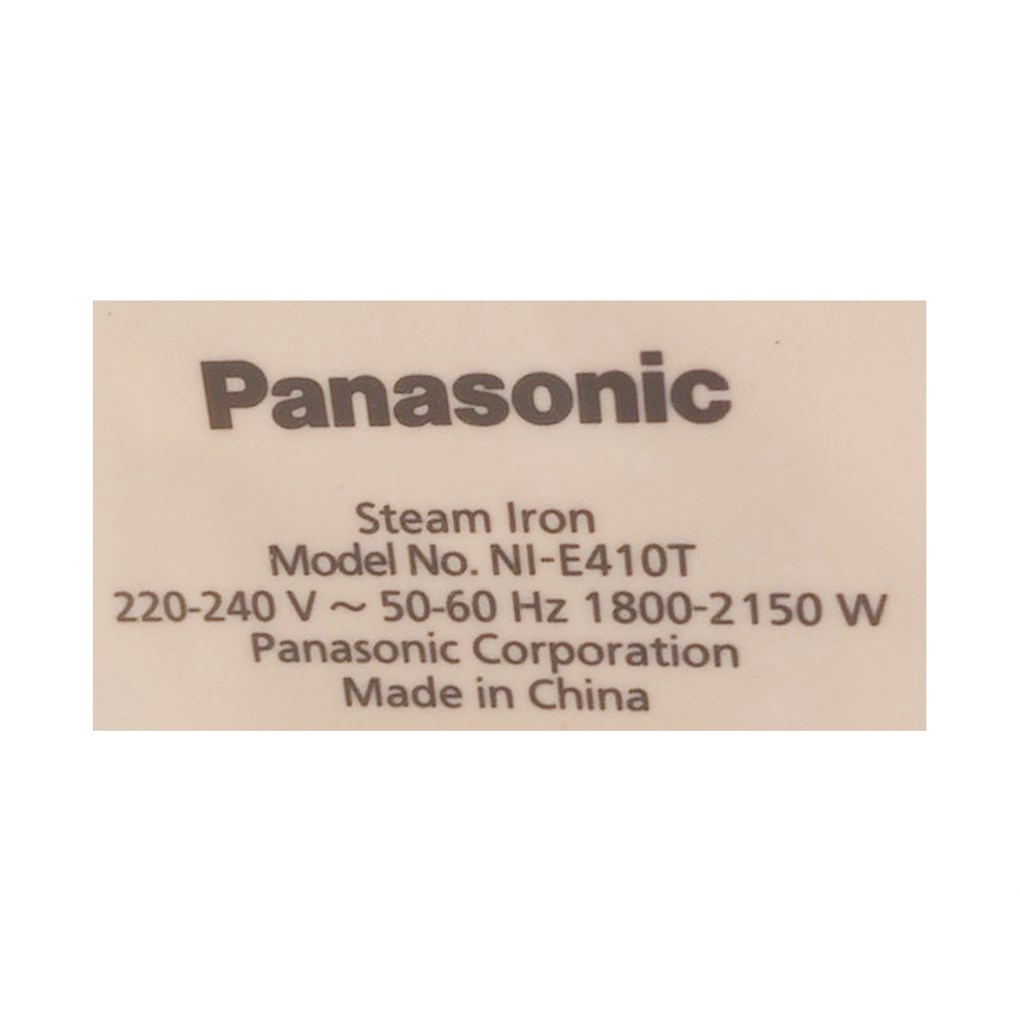 Panasonic
Steam Iron
Model No. NI-E410T
220-240 V ~ 50-60 Hz 1800-2150 W
Panasonic Corporation
Made in China